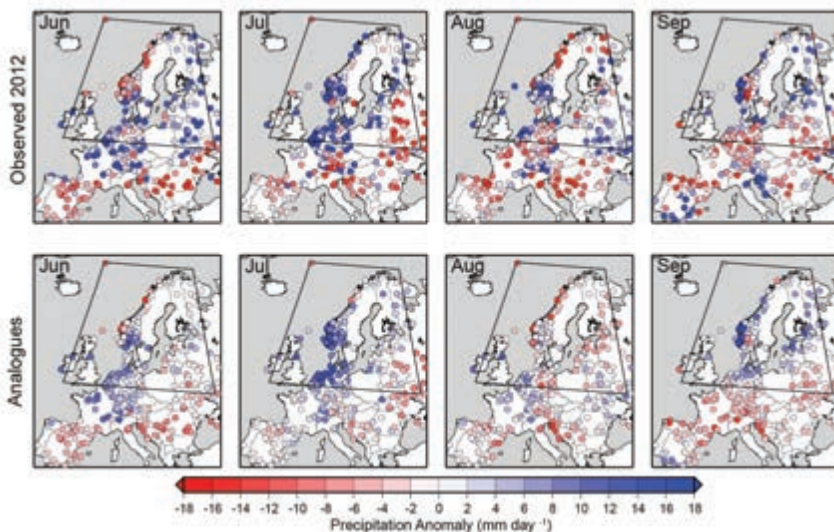 Jun Jul Aug Sep
Observed 2012
Jun Jul Aug Sep
Analogues
-18 -16 -14 -12 -10 -8 -6 -4 -2 0 2 4 6 8 10 12 14 16 18
Precipitation Anomaly (mm day ⁻¹)